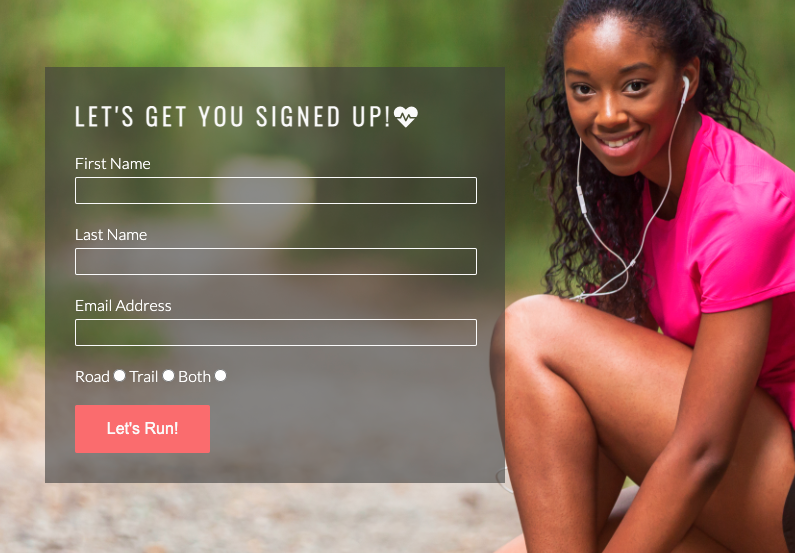 LET'S GET YOU SIGNED UP!
First Name
Last Name
Email Address
Road Trail Both
Let's Run!